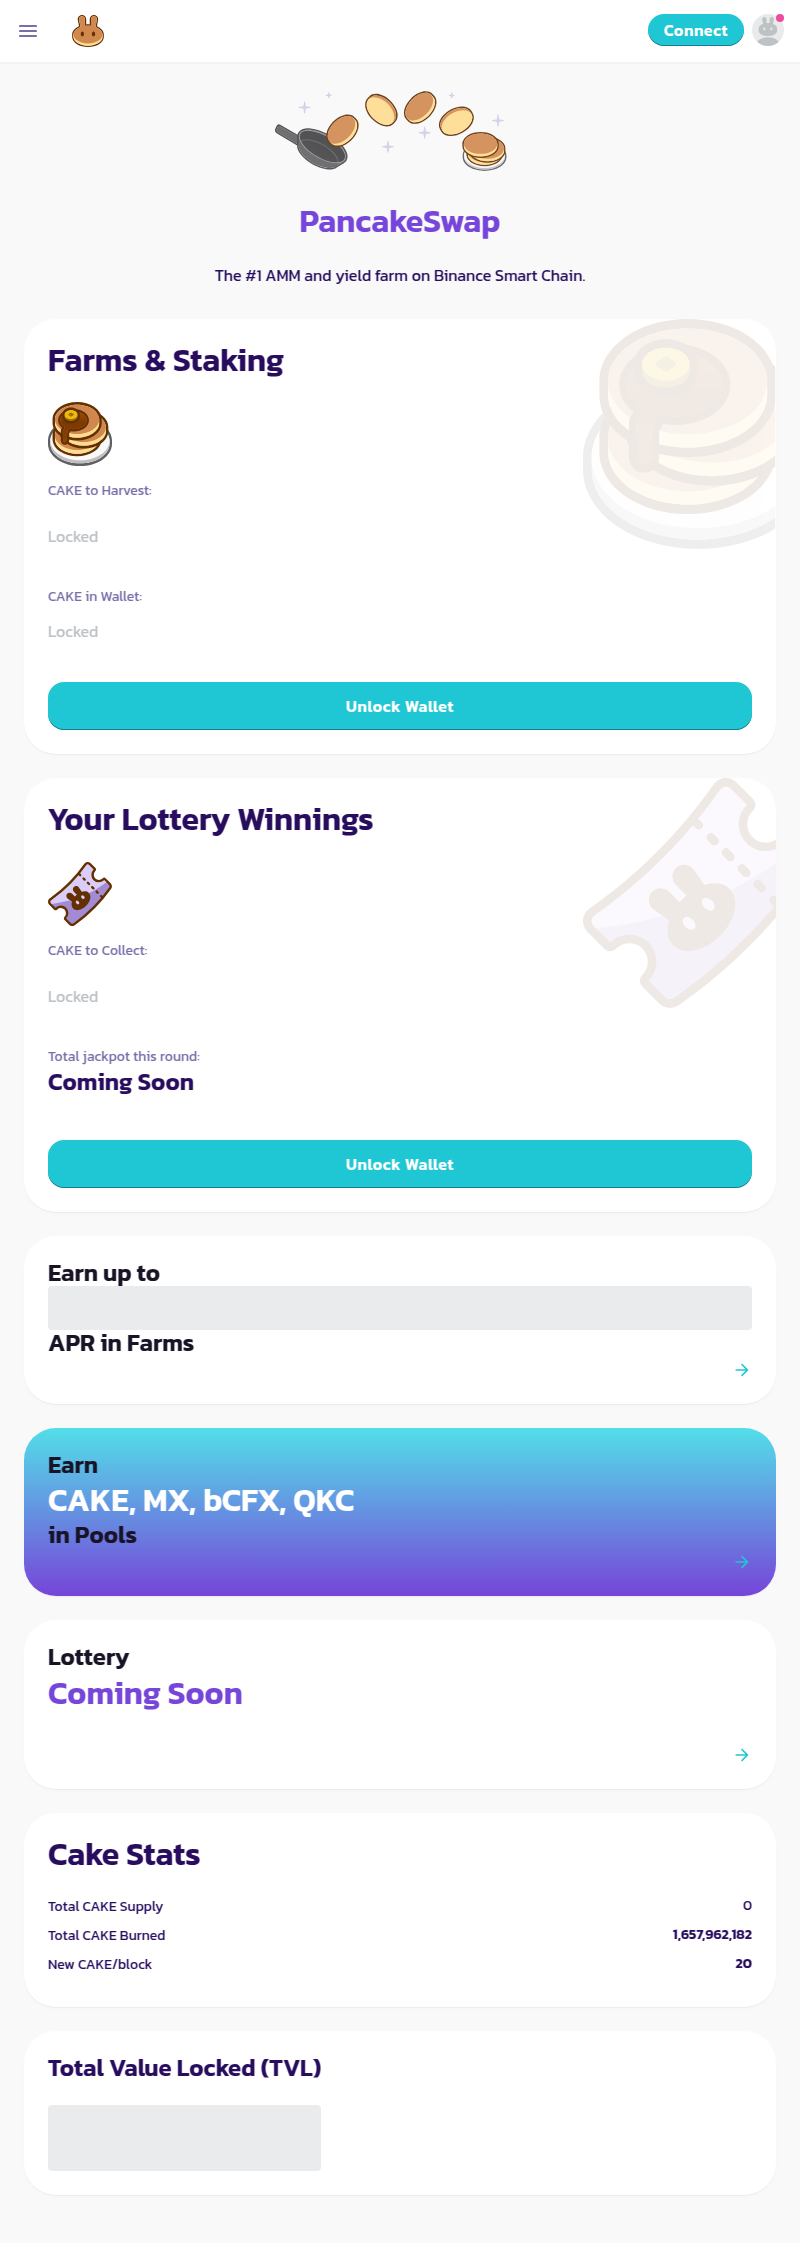 Connect
PancakeSwap
The #1 AMM and yield farm on Binance Smart Chain.
Farms & Staking
CAKE to Harvest:
Locked
CAKE in Wallet:
Locked
Unlock Wallet
Your Lottery Winnings
CAKE to Collect:
Locked
Total jackpot this round:
Coming Soon
Unlock Wallet
Earn up to
APR in Farms
Earn
CAKE, MX, bCFX, QKC
in Pools
Lottery
Coming Soon
Cake Stats
Total CAKE Supply 0
Total CAKE Burned 1,657,962,182
New CAKE/block 20
Total Value Locked (TVL)